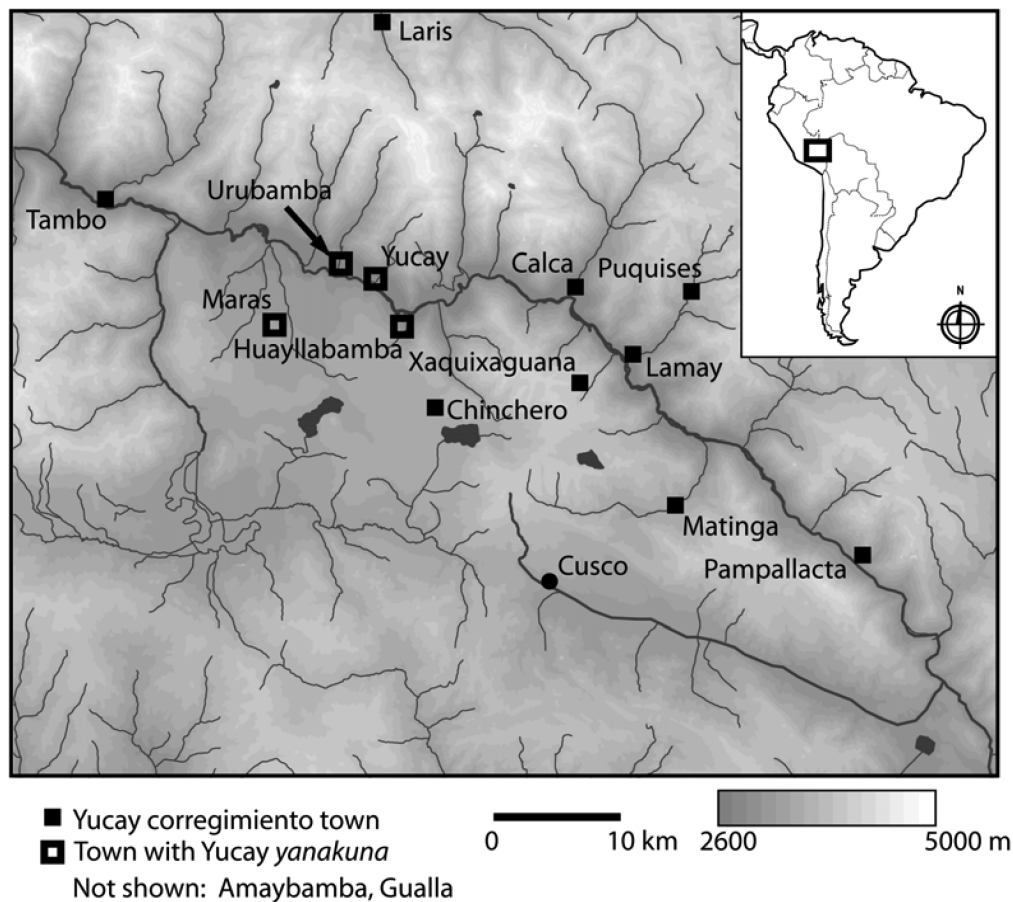 Laris
N
Urubamba
Tambo
Yucay
Calca
Puquises
Maras
Huayllabamba
Xaquixaguana
Lamay
Chinchero
Matinga
Cusco
Pampallacta
Yucay corregimiento town
Town with Yucay yanakuna
Not shown: Amaybamba, Gualla
0 10 km
2600 5000 m